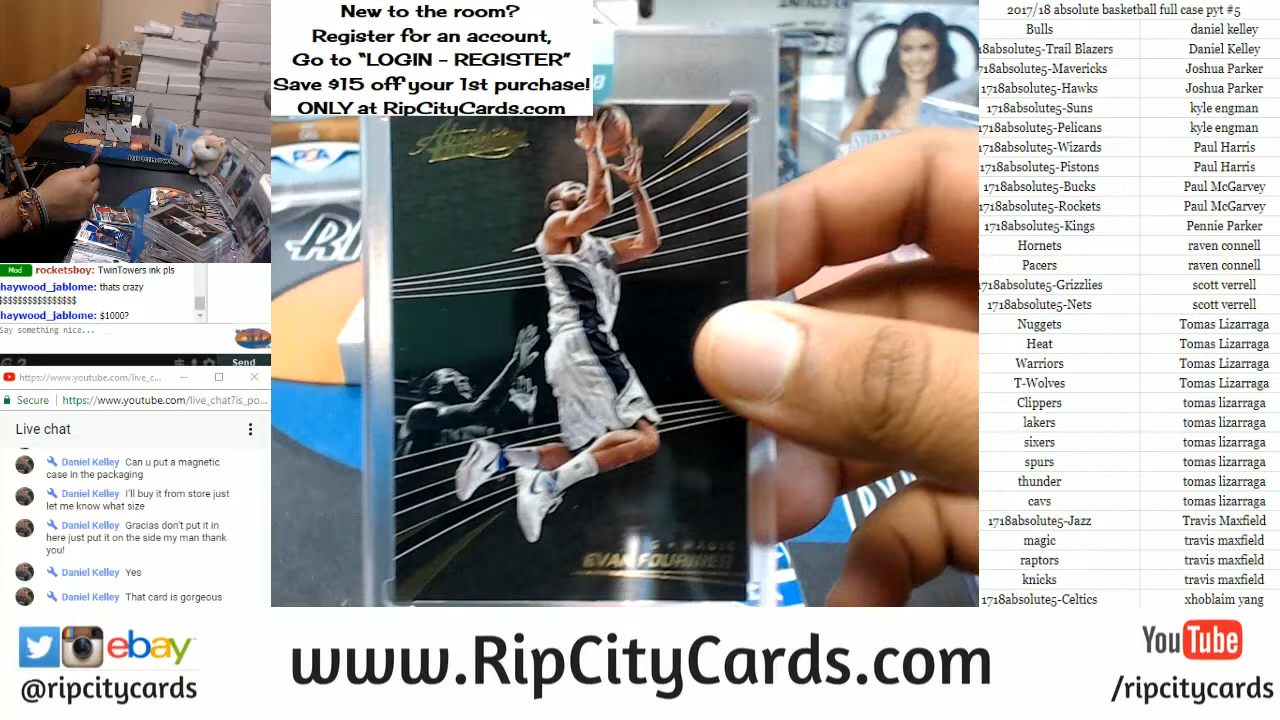 New to the room?
Register for an account,
Go to “LOGIN - REGISTER”
Save $15 off your 1st purchase!
ONLY at RipCityCards.com
Absolute
MAGIC
EVAN FOURNIER
Mod rocketsboy: TwinTowers ink pls
haywood_jablome: thats crazy
$$$$$$$$$$$$$$$$
haywood_jablome: $1000?
Say something nice...
Send
https://www.youtube.com/live_c...
Secure https://www.youtube.com/live_chat?is_po...
Live chat
Daniel Kelley Can u put a magnetic
case in the packaging
Daniel Kelley I'll buy it from store just
let me know what size
Daniel Kelley Gracias don't put it in
here just put it on the side my man thank
you!
Daniel Kelley Yes
Daniel Kelley That card is gorgeous
2017/18 absolute basketball full case pyt #5
Bulls daniel kelley
18absolute5-Trail Blazers Daniel Kelley
1718absolute5-Mavericks Joshua Parker
1718absolute5-Hawks Joshua Parker
1718absolute5-Suns kyle engman
1718absolute5-Pelicans kyle engman
1718absolute5-Wizards Paul Harris
1718absolute5-Pistons Paul Harris
1718absolute5-Bucks Paul McGarvey
1718absolute5-Rockets Paul McGarvey
1718absolute5-Kings Pennie Parker
Hornets raven connell
Pacers raven connell
1718absolute5-Grizzlies scott verrell
1718absolute5-Nets scott verrell
Nuggets Tomas Lizarraga
Heat Tomas Lizarraga
Warriors Tomas Lizarraga
T-Wolves Tomas Lizarraga
Clippers tomas lizarraga
lakers tomas lizarraga
sixers tomas lizarraga
spurs tomas lizarraga
thunder tomas lizarraga
cavs tomas lizarraga
1718absolute5-Jazz Travis Maxfield
magic travis maxfield
raptors travis maxfield
knicks travis maxfield
1718absolute5-Celtics xhoblaim yang
ebay
@ripcitycards
www.RipCityCards.com
YouTube
/ripcitycards